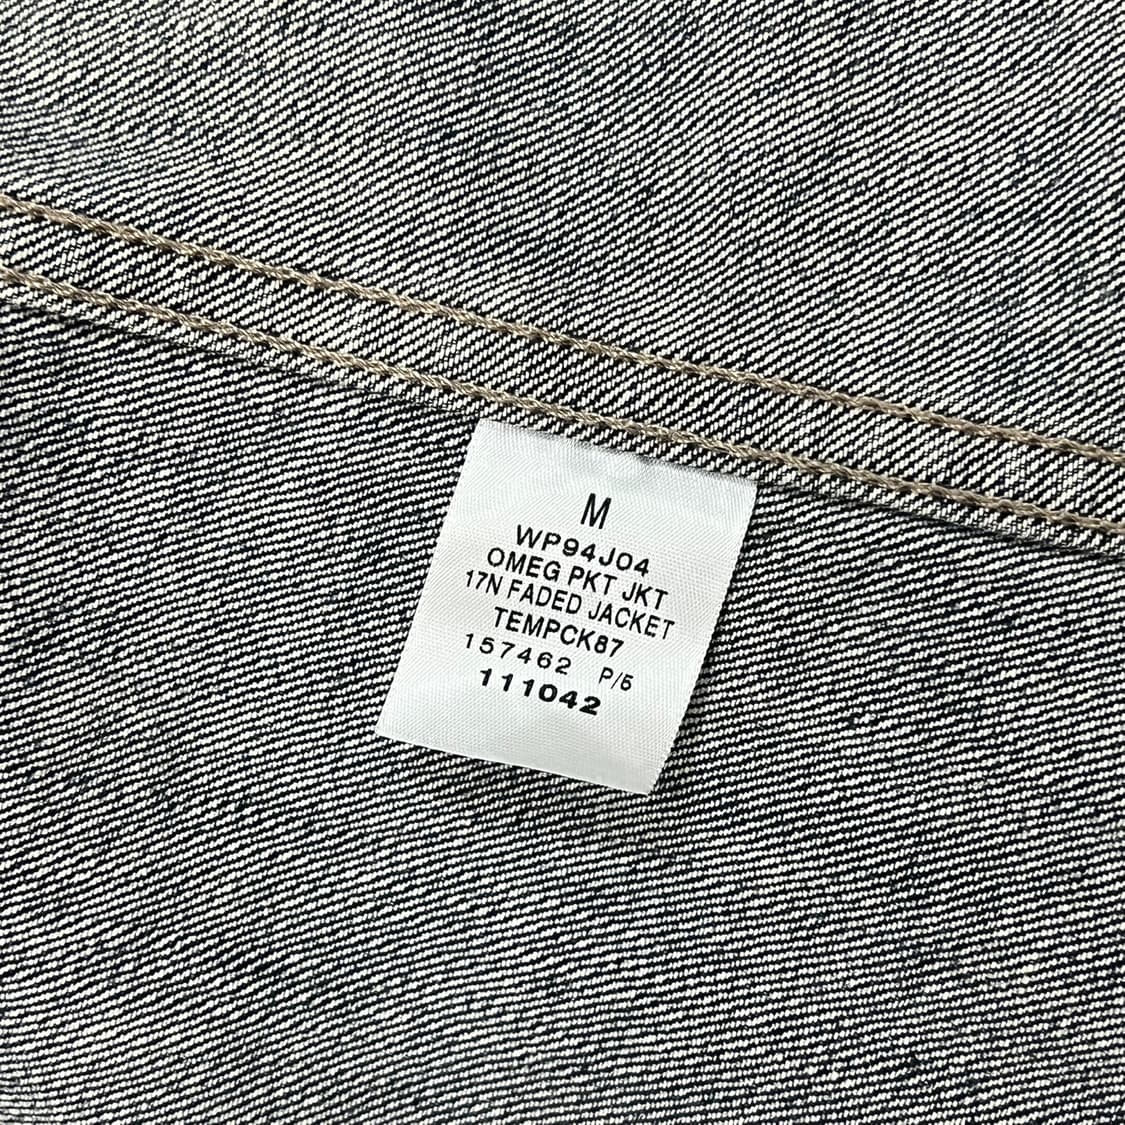 M
WP94J04
OMEG PKT JKT
17N FADED JACKET
TEMPCK87
157462 P/5
111042